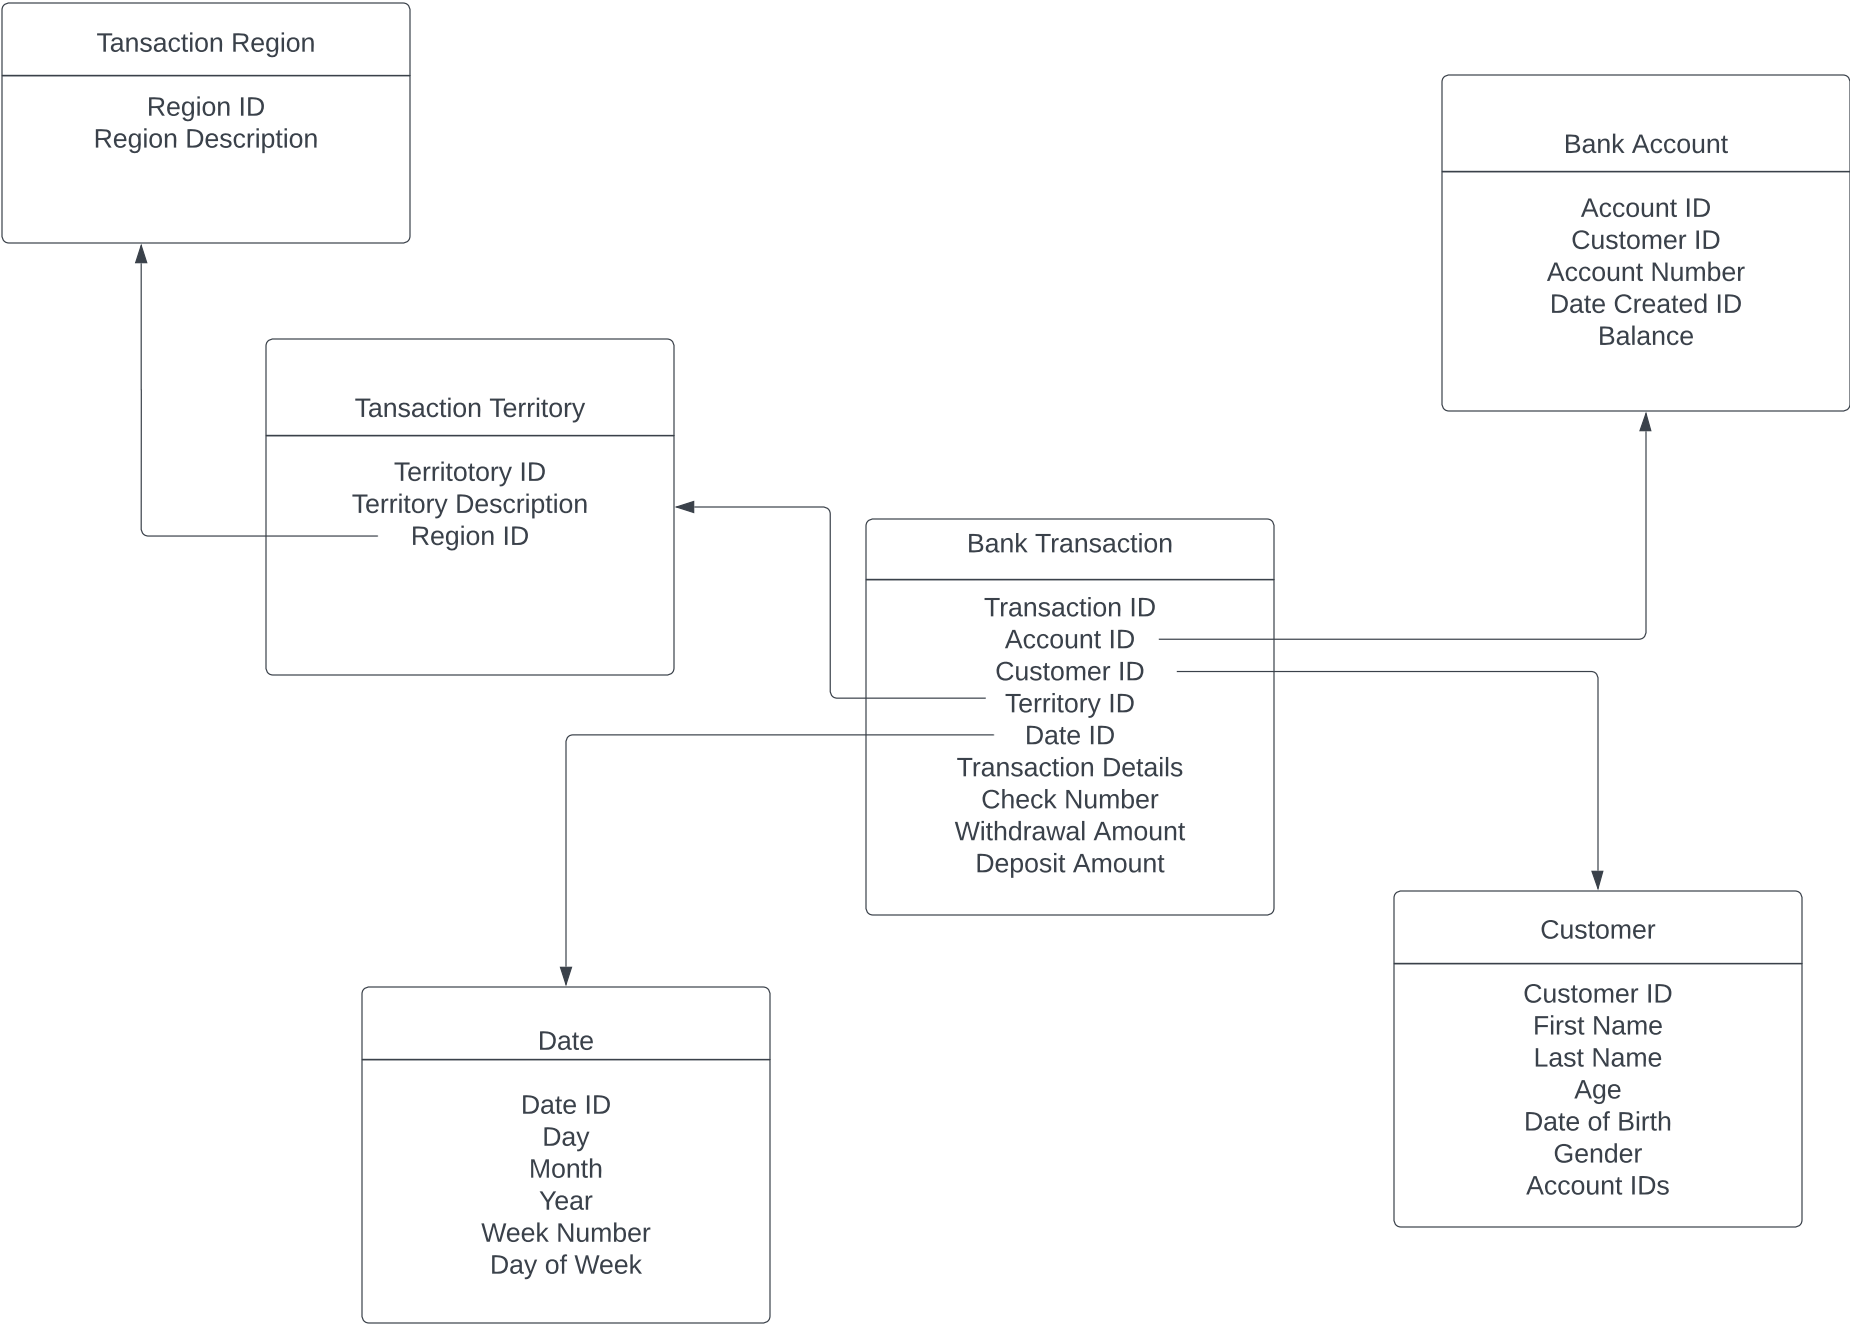 Tansaction Region
Region ID
Region Description
Bank Account
Account ID
Customer ID
Account Number
Date Created ID
Balance
Tansaction Territory
Territotory ID
Territory Description
Region ID
Bank Transaction
Transaction ID
Account ID
Customer ID
Territory ID
Date ID
Transaction Details
Check Number
Withdrawal Amount
Deposit Amount
Customer
Customer ID
First Name
Last Name
Age
Date of Birth
Gender
Account IDs
Date
Date ID
Day
Month
Year
Week Number
Day of Week